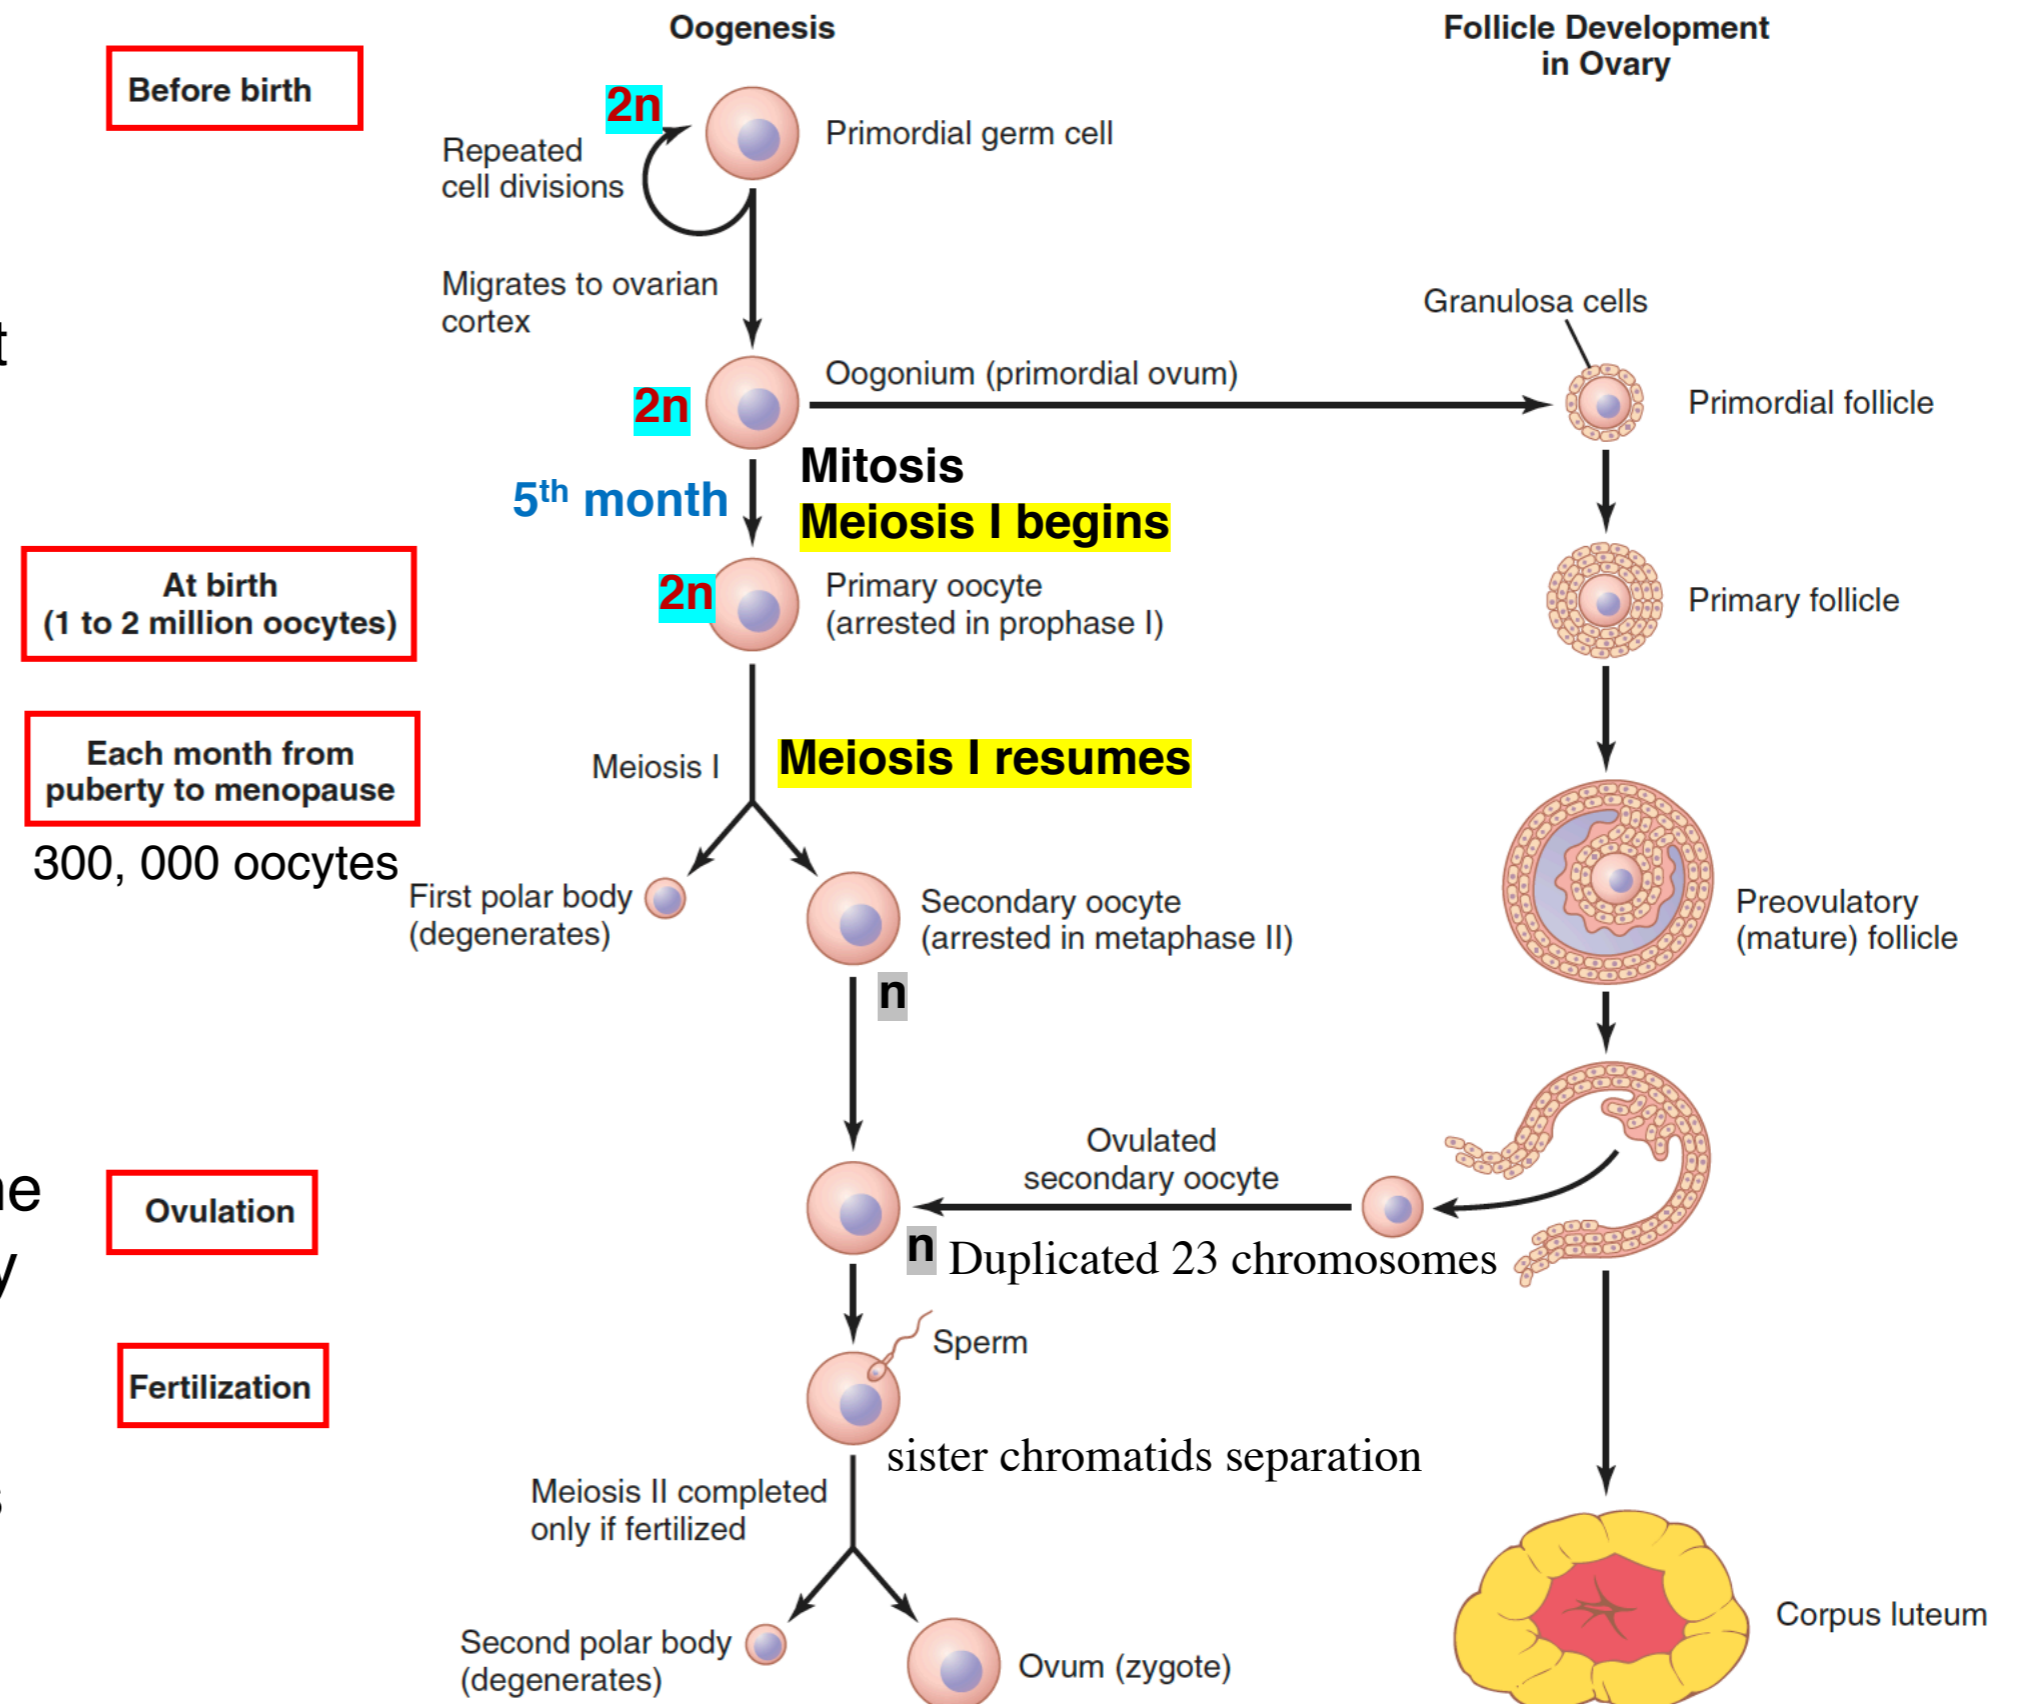 Oogenesis
Follicle Development
in Ovary
Before birth
2n
Primordial germ cell
Repeated
cell divisions
Migrates to ovarian
cortex
Granulosa cells
t
Oogonium (primordial ovum)
2n
Primordial follicle
Mitosis
5th month
Meiosis I begins
At birth
(1 to 2 million oocytes)
2n
Primary oocyte
(arrested in prophase I)
Primary follicle
Each month from
puberty to menopause
Meiosis I
Meiosis I resumes
300, 000 oocytes
First polar body
(degenerates)
Secondary oocyte
(arrested in metaphase II)
Preovulatory
(mature) follicle
n
Ovulated
secondary oocyte
ne
Ovulation
y
n
Duplicated 23 chromosomes
Sperm
Fertilization
sister chromatids separation
s
Meiosis II completed
only if fertilized
Second polar body
(degenerates)
Ovum (zygote)
Corpus luteum